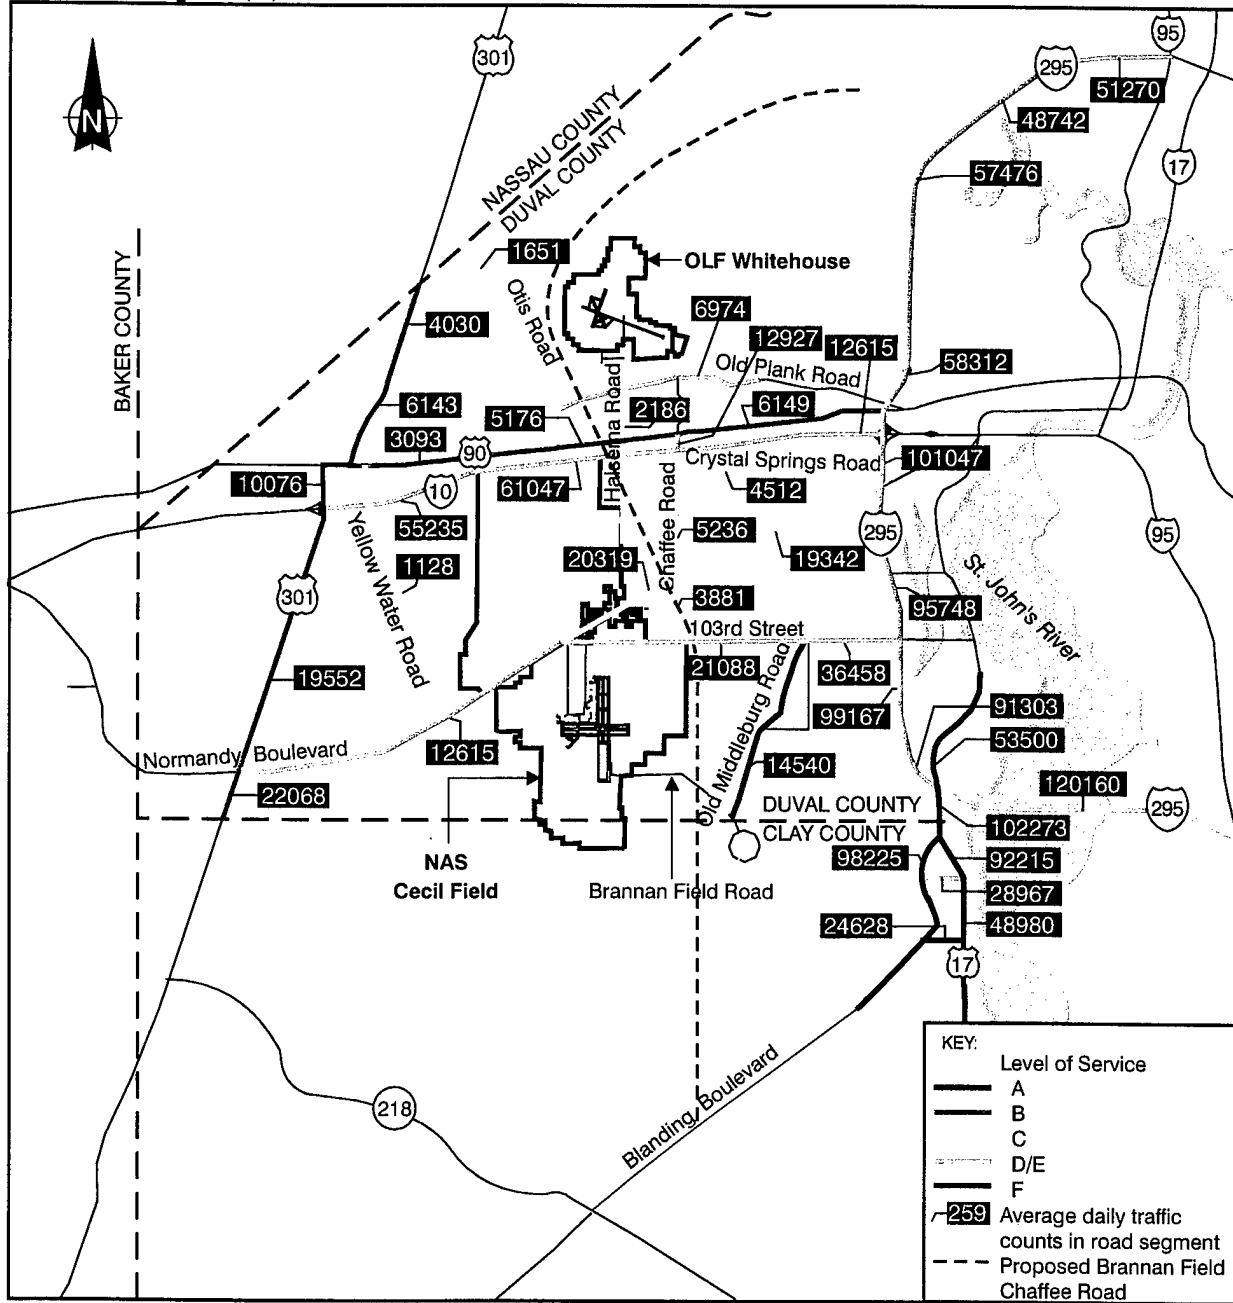 301
95
295
51270
48742
N
NASSAU COUNTY
DUVAL COUNTY
17
57476
1651
OLF Whitehouse
BAKER COUNTY
Otis Road
4030
6974
12927
12615
58312
Old Plank Road
6143
5176
2186
6149
3093
90
Halsema Road
Crystal Springs Road
101047
10076
10
61047
4512
55235
Chaffee Road
5236
19342
295
95
Yellow Water Road
1128
20319
St. John's River
301
3881
95748
103rd Street
21088
36458
19552
99167
91303
Normandy Boulevard
12615
53500
Old Middleburg Road
14540
120160
22068
DUVAL COUNTY
295
102273
CLAY COUNTY
NAS
Cecil Field
98225
92215
Brannan Field Road
28967
24628
48980
17
KEY:
Level of Service
A
B
C
D/E
F
259 Average daily traffic
counts in road segment
Proposed Brannan Field
Chaffee Road
218
Blanding Boulevard